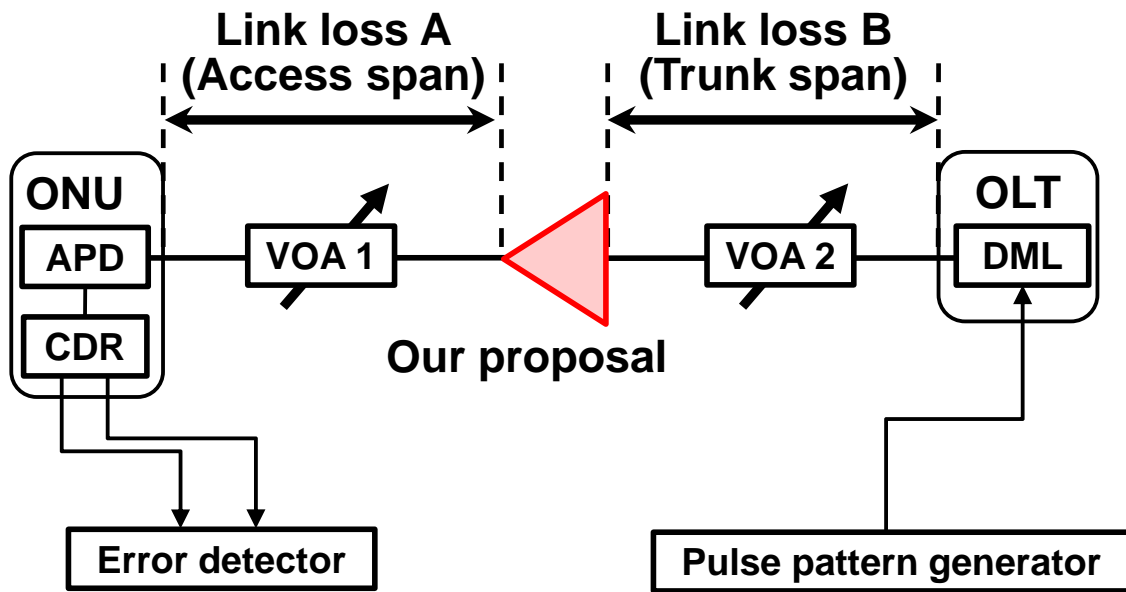 Link loss A
(Access span)
Link loss B
(Trunk span)
ONU
APD
CDR
VOA 1
VOA 2
OLT
DML
Our proposal
Error detector
Pulse pattern generator